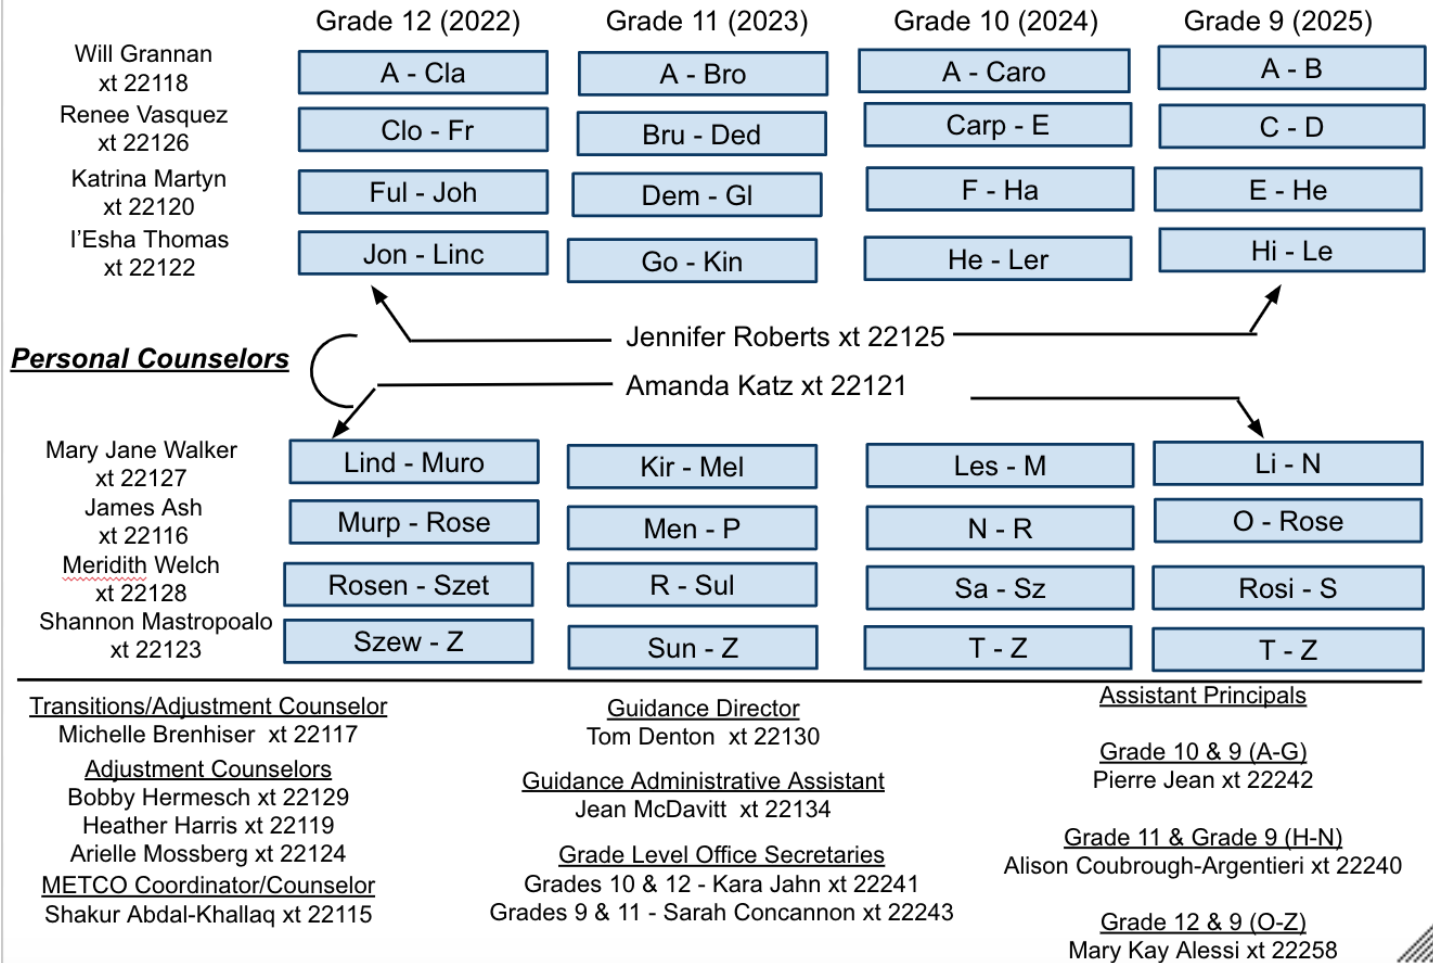 Grade 12 (2022) Grade 11 (2023) Grade 10 (2024) Grade 9 (2025)
Will Grannan
xt 22118
A - Cla
A - Bro
A - Caro
A - B
Renee Vasquez
xt 22126
Clo - Fr
Bru - Ded
Carp - E
C - D
Katrina Martyn
xt 22120
Ful - Joh
Dem - Gl
F - Ha
E - He
I’Esha Thomas
xt 22122
Jon - Linc
Go - Kin
He - Ler
Hi - Le
Personal Counselors
Jennifer Roberts xt 22125
Amanda Katz xt 22121
Mary Jane Walker
xt 22127
Lind - Muro
Kir - Mel
Les - M
Li - N
James Ash
xt 22116
Murp - Rose
Men - P
N - R
O - Rose
Meridith Welch
xt 22128
Rosen - Szet
R - Sul
Sa - Sz
Rosi - S
Shannon Mastropoalo
xt 22123
Szew - Z
Sun - Z
T - Z
T - Z
Transitions/Adjustment Counselor
Michelle Brenhiser  xt 22117
Adjustment Counselors
Bobby Hermesch xt 22129
Heather Harris xt 22119
Arielle Mossberg xt 22124
METCO Coordinator/Counselor
Shakur Abdal-Khallaq xt 22115
Guidance Director
Tom Denton  xt 22130
Guidance Administrative Assistant
Jean McDavitt  xt 22134
Grade Level Office Secretaries
Grades 10 & 12 - Kara Jahn xt 22241
Grades 9 & 11 - Sarah Concannon xt 22243
Assistant Principals
Grade 10 & 9 (A-G)
Pierre Jean xt 22242
Grade 11 & Grade 9 (H-N)
Alison Coubrough-Argentieri xt 22240
Grade 12 & 9 (O-Z)
Mary Kay Alessi xt 22258